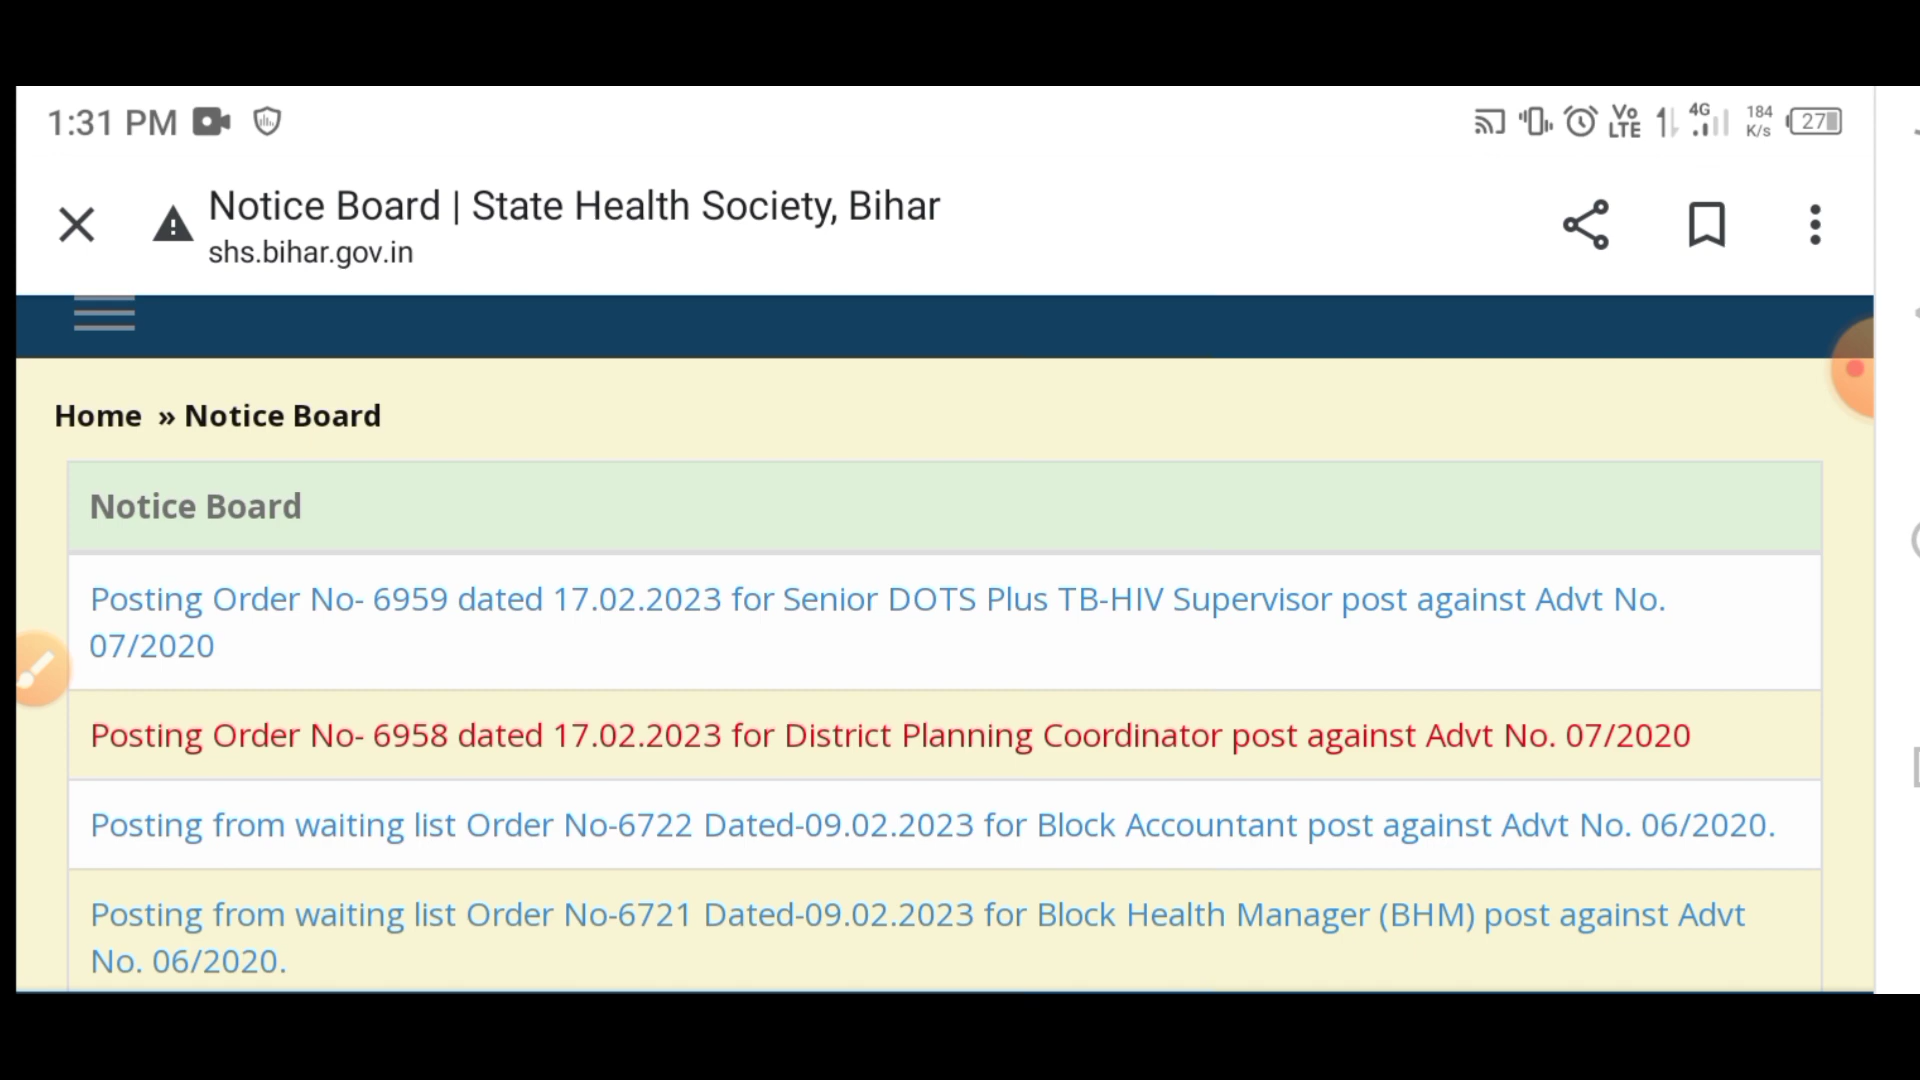 1:31 PM
Vo LTE 4G 184 K/s 27
Notice Board | State Health Society, Bihar
shs.bihar.gov.in
Home » Notice Board
Notice Board
Posting Order No- 6959 dated 17.02.2023 for Senior DOTS Plus TB-HIV Supervisor post against Advt No.
07/2020
Posting Order No- 6958 dated 17.02.2023 for District Planning Coordinator post against Advt No. 07/2020
Posting from waiting list Order No-6722 Dated-09.02.2023 for Block Accountant post against Advt No. 06/2020.
Posting from waiting list Order No-6721 Dated-09.02.2023 for Block Health Manager (BHM) post against Advt
No. 06/2020.